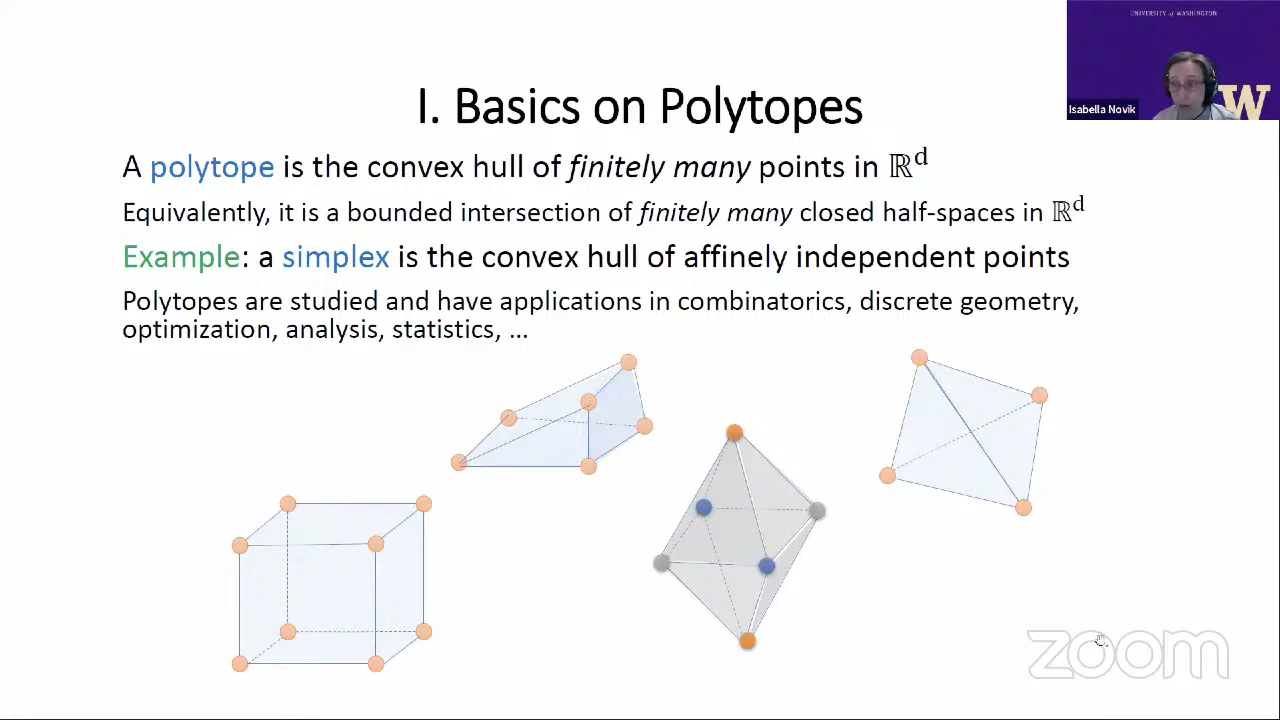 UNIVERSITY of WASHINGTON
Isabella Novik
W
I. Basics on Polytopes
A polytope is the convex hull of finitely many points in ℝᵈ
Equivalently, it is a bounded intersection of finitely many closed half-spaces in ℝᵈ
Example: a simplex is the convex hull of affinely independent points
Polytopes are studied and have applications in combinatorics, discrete geometry,
optimization, analysis, statistics, ...
zoom